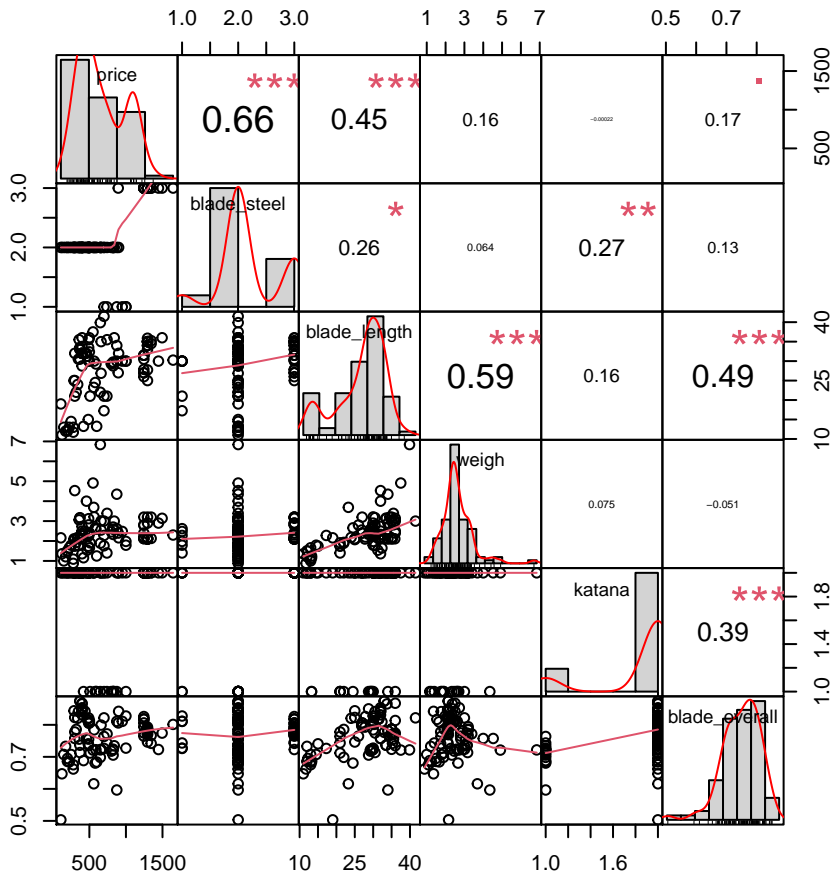 1.0 2.0 3.0 1 3 5 7 0.5 0.7
price *** *** .
0.66 0.45 0.16 -0.00022 0.17
500 1500
1.0 2.0 3.0
blade_steel * **
0.26 0.064 0.27 0.13
blade_length *** ***
0.59 0.16 0.49
10 25 40
1 3 5 7
weigh
0.075 -0.051
katana ***
0.39
1.0 1.4 1.8
0.5 0.7
blade_overall
500 1500 10 25 40 1.0 1.6